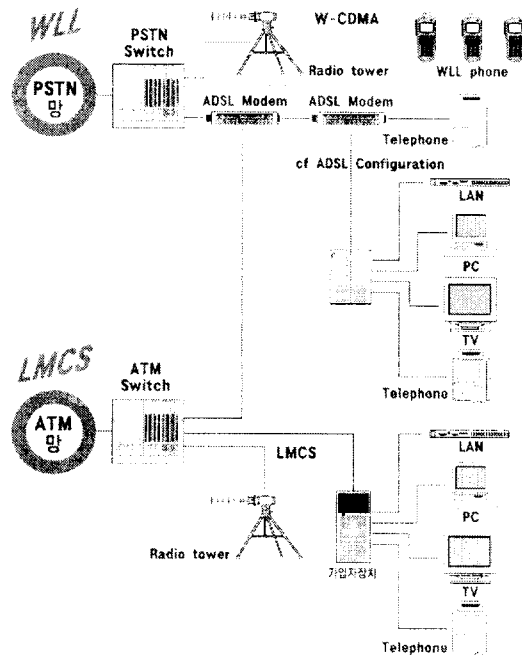 WLL
W-CDMA
PSTN
Switch
PSTN
망
Radio tower
WLL phone
ADSL Modem
ADSL Modem
Telephone
cf ADSL Configuration
LAN
PC
TV
Telephone
LMCS
ATM
Switch
ATM
망
LMCS
LAN
PC
Radio tower
가입자장치
TV
Telephone